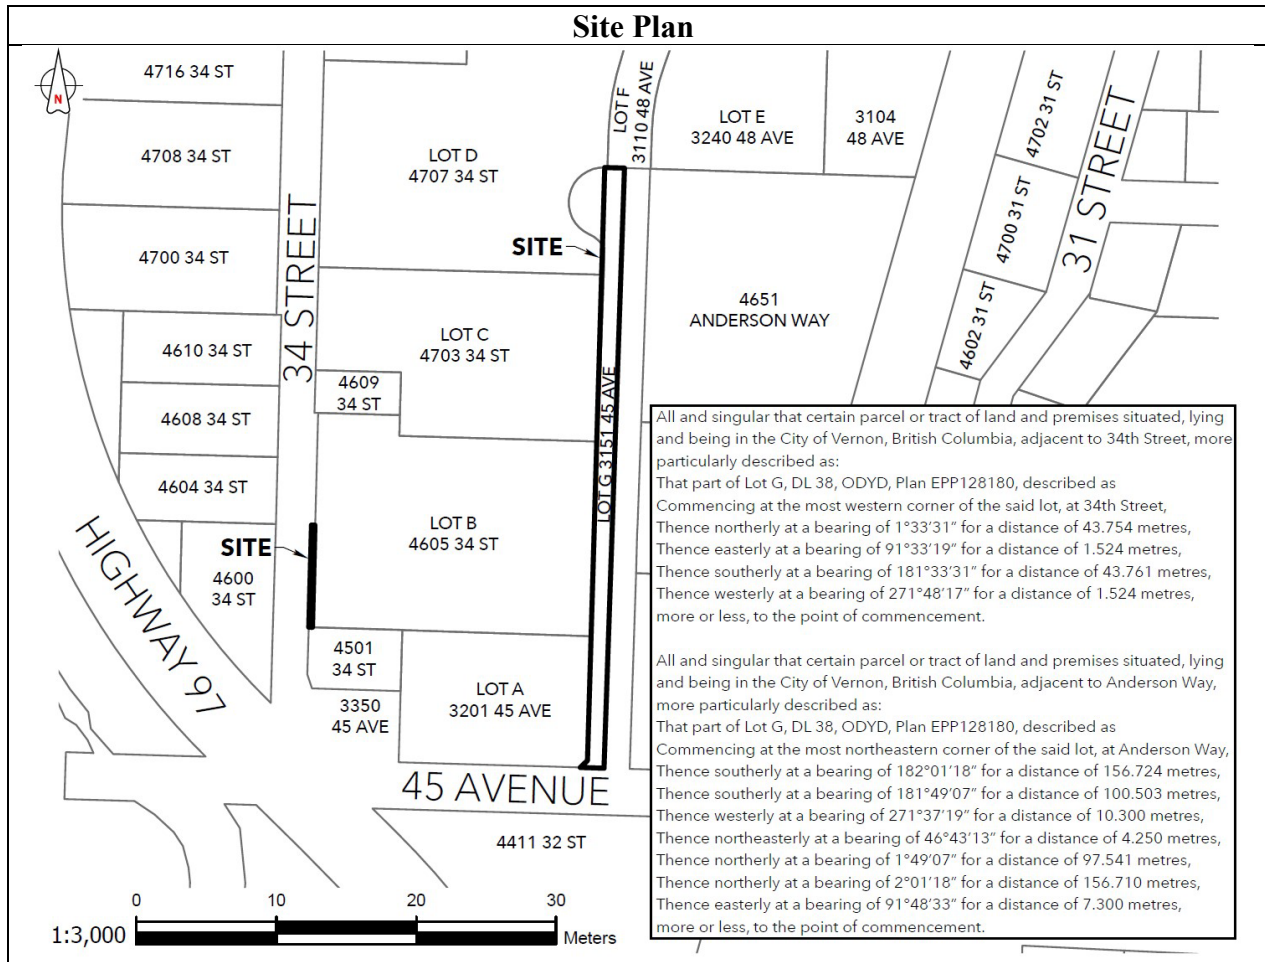 Site Plan
N
4716 34 ST
4708 34 ST
4700 34 ST
4610 34 ST
4608 34 ST
4604 34 ST
4600
34 ST
34 STREET
HIGHWAY 97
LOT D
4707 34 ST
SITE
LOT C
4703 34 ST
4609
34 ST
LOT B
4605 34 ST
SITE
4501
34 ST
3350
45 AVE
LOT A
3201 45 AVE
LOT G 3151 45 AVE
LOT F
3110 48 AVE
LOT E
3240 48 AVE
3104
48 AVE
4651
ANDERSON WAY
4702 31 ST
4700 31 ST
4602 31 ST
31 STREET
45 AVENUE
4411 32 ST
All and singular that certain parcel or tract of land and premises situated, lying
and being in the City of Vernon, British Columbia, adjacent to 34th Street, more
particularly described as:
That part of Lot G, DL 38, ODYD, Plan EPP128180, described as
Commencing at the most western corner of the said lot, at 34th Street,
Thence northerly at a bearing of 1°33'31" for a distance of 43.754 metres,
Thence easterly at a bearing of 91°33'19" for a distance of 1.524 metres,
Thence southerly at a bearing of 181°33'31" for a distance of 43.761 metres,
Thence westerly at a bearing of 271°48'17" for a distance of 1.524 metres,
more or less, to the point of commencement.
All and singular that certain parcel or tract of land and premises situated, lying
and being in the City of Vernon, British Columbia, adjacent to Anderson Way,
more particularly described as:
That part of Lot G, DL 38, ODYD, Plan EPP128180, described as
Commencing at the most northeastern corner of the said lot, at Anderson Way,
Thence southerly at a bearing of 182°01'18" for a distance of 156.724 metres,
Thence southerly at a bearing of 181°49'07" for a distance of 100.503 metres,
Thence westerly at a bearing of 271°37'19" for a distance of 10.300 metres,
Thence northeasterly at a bearing of 46°43'13" for a distance of 4.250 metres,
Thence northerly at a bearing of 1°49'07" for a distance of 97.541 metres,
Thence northerly at a bearing of 2°01'18" for a distance of 156.710 metres,
Thence easterly at a bearing of 91°48'33" for a distance of 7.300 metres,
more or less, to the point of commencement.
0 10 20 30
1:3,000 Meters